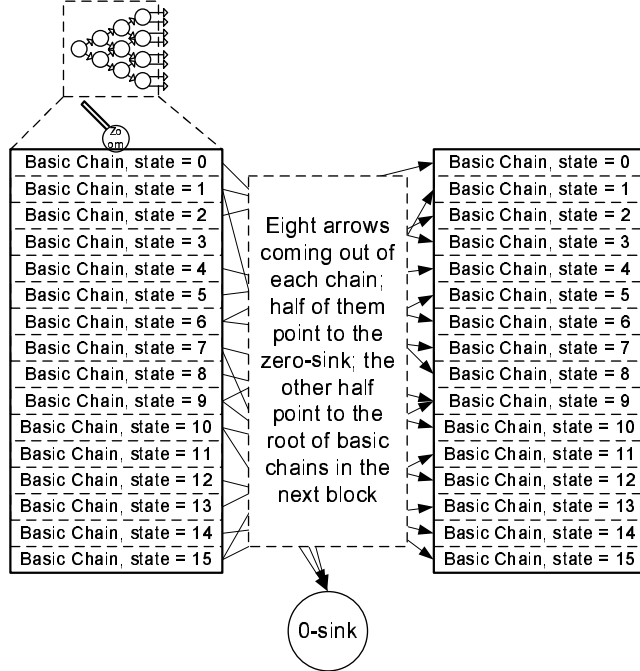 Zo
om
Basic Chain, state = 0
Basic Chain, state = 1
Basic Chain, state = 2
Basic Chain, state = 3
Basic Chain, state = 4
Basic Chain, state = 5
Basic Chain, state = 6
Basic Chain, state = 7
Basic Chain, state = 8
Basic Chain, state = 9
Basic Chain, state = 10
Basic Chain, state = 11
Basic Chain, state = 12
Basic Chain, state = 13
Basic Chain, state = 14
Basic Chain, state = 15
Eight arrows
coming out of
each chain;
half of them
point to the
zero-sink; the
other half
point to the
root of basic
chains in the
next block
Basic Chain, state = 0
Basic Chain, state = 1
Basic Chain, state = 2
Basic Chain, state = 3
Basic Chain, state = 4
Basic Chain, state = 5
Basic Chain, state = 6
Basic Chain, state = 7
Basic Chain, state = 8
Basic Chain, state = 9
Basic Chain, state = 10
Basic Chain, state = 11
Basic Chain, state = 12
Basic Chain, state = 13
Basic Chain, state = 14
Basic Chain, state = 15
0-sink